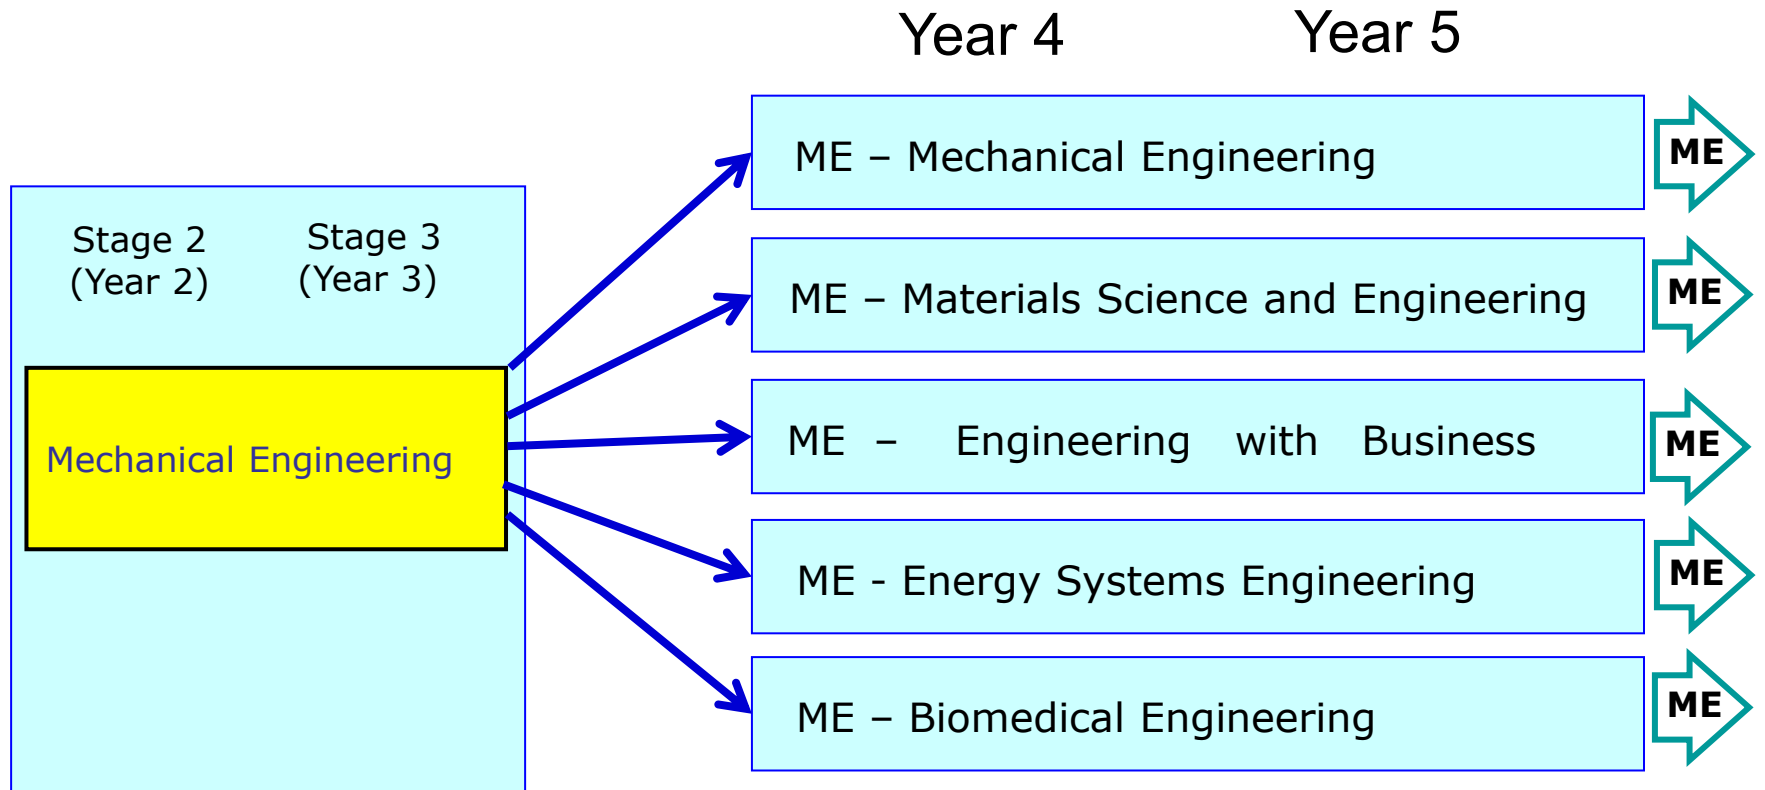 Year 4 Year 5
ME – Mechanical Engineering
ME
Stage 2
(Year 2)
Stage 3
(Year 3)
ME – Materials Science and Engineering
ME
Mechanical Engineering
ME – Engineering with Business
ME
ME - Energy Systems Engineering
ME
ME – Biomedical Engineering
ME